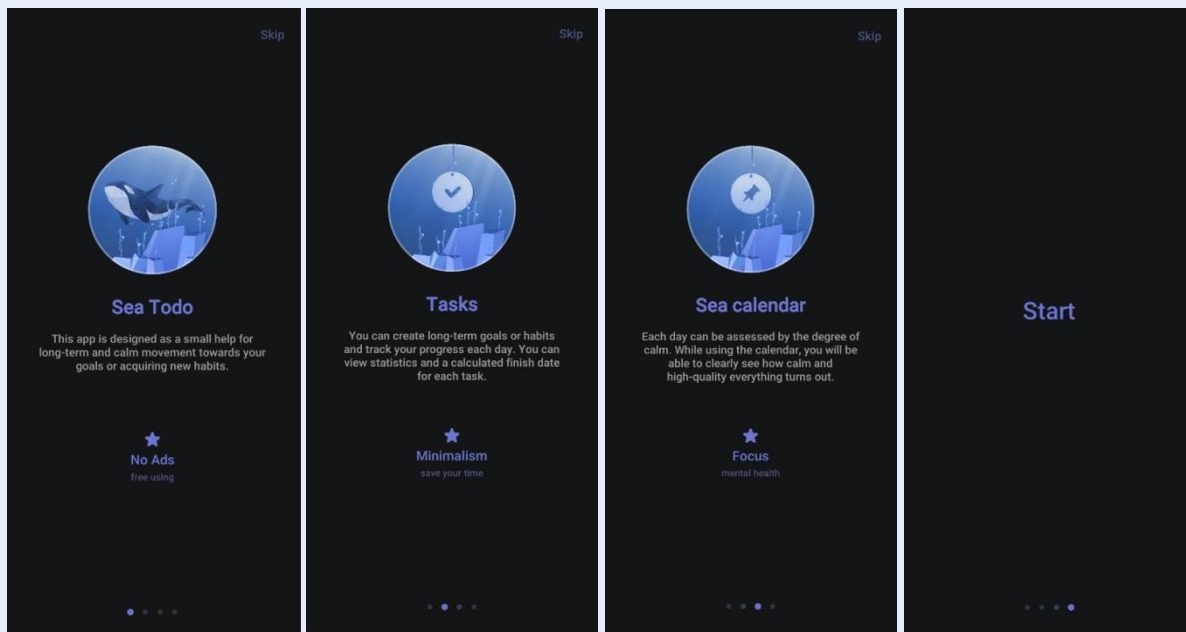 Skip
Sea Todo
This app is designed as a small help for
long-term and calm movement towards your
goals or acquiring new habits.
No Ads
free using
Skip
Tasks
You can create long-term goals or habits
and track your progress each day. You can
view statistics and a calculated finish date
for each task.
Minimalism
save your time
Skip
Sea calendar
Each day can be assessed by the degree of
calm. While using the calendar, you will be
able to clearly see how calm and
high-quality everything turns out.
Focus
mental health
Start